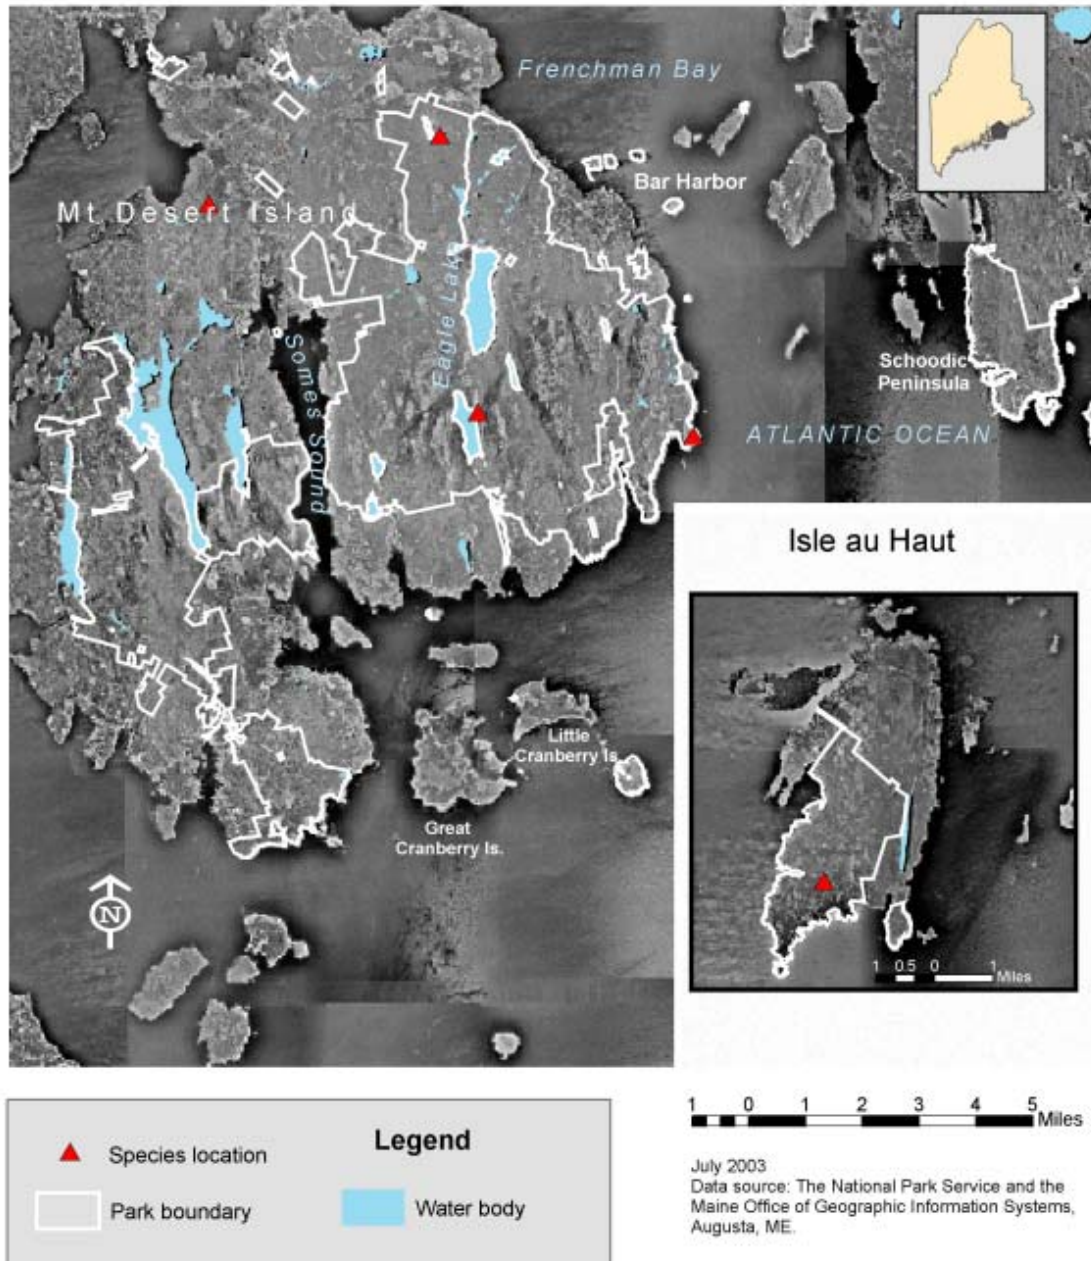 Frenchman Bay
Bar Harbor
Mt Desert Island
Eagle Lake
Somes Sound
Schoodic
Peninsula
ATLANTIC OCEAN
Isle au Haut
Little
Cranberry Is.
Great
Cranberry Is.
N
1 0.5 0 1
Miles
Legend
Species location
Park boundary
Water body
1 0 1 2 3 4 5
Miles
July 2003
Data source: The National Park Service and the
Maine Office of Geographic Information Systems,
Augusta, ME.